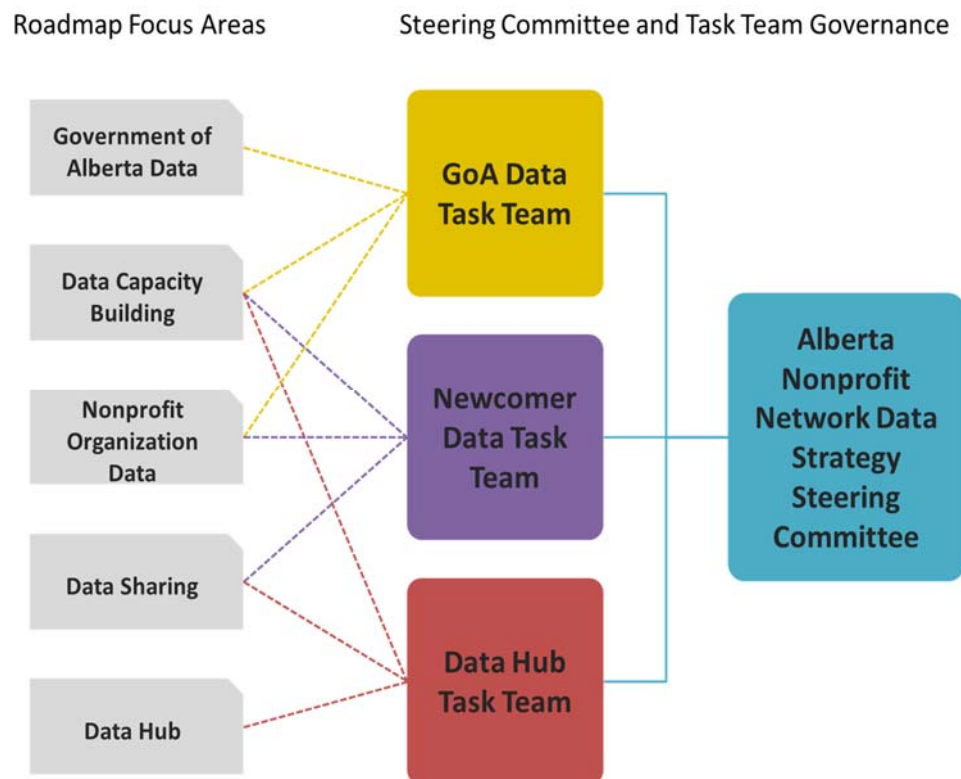 Roadmap Focus Areas
Steering Committee and Task Team Governance
Government of
Alberta Data
Data Capacity
Building
Nonprofit
Organization
Data
Data Sharing
Data Hub
GoA Data
Task Team
Newcomer
Data Task
Team
Data Hub
Task Team
Alberta
Nonprofit
Network Data
Strategy
Steering
Committee